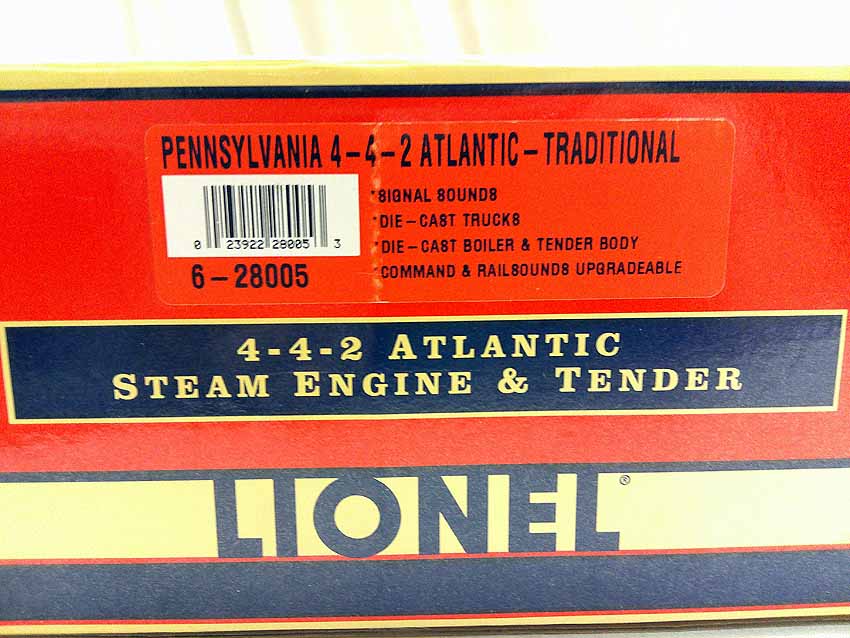 PENNSYLVANIA 4-4-2 ATLANTIC-TRADITIONAL
*SIGNAL SOUNDS
*DIE-CAST TRUCKS
*DIE-CAST BOILER & TENDER BODY
*COMMAND & RAILSOUNDS UPGRADEABLE
0 23922 28005 3
6-28005
4-4-2 ATLANTIC
STEAM ENGINE & TENDER
LIONEL®